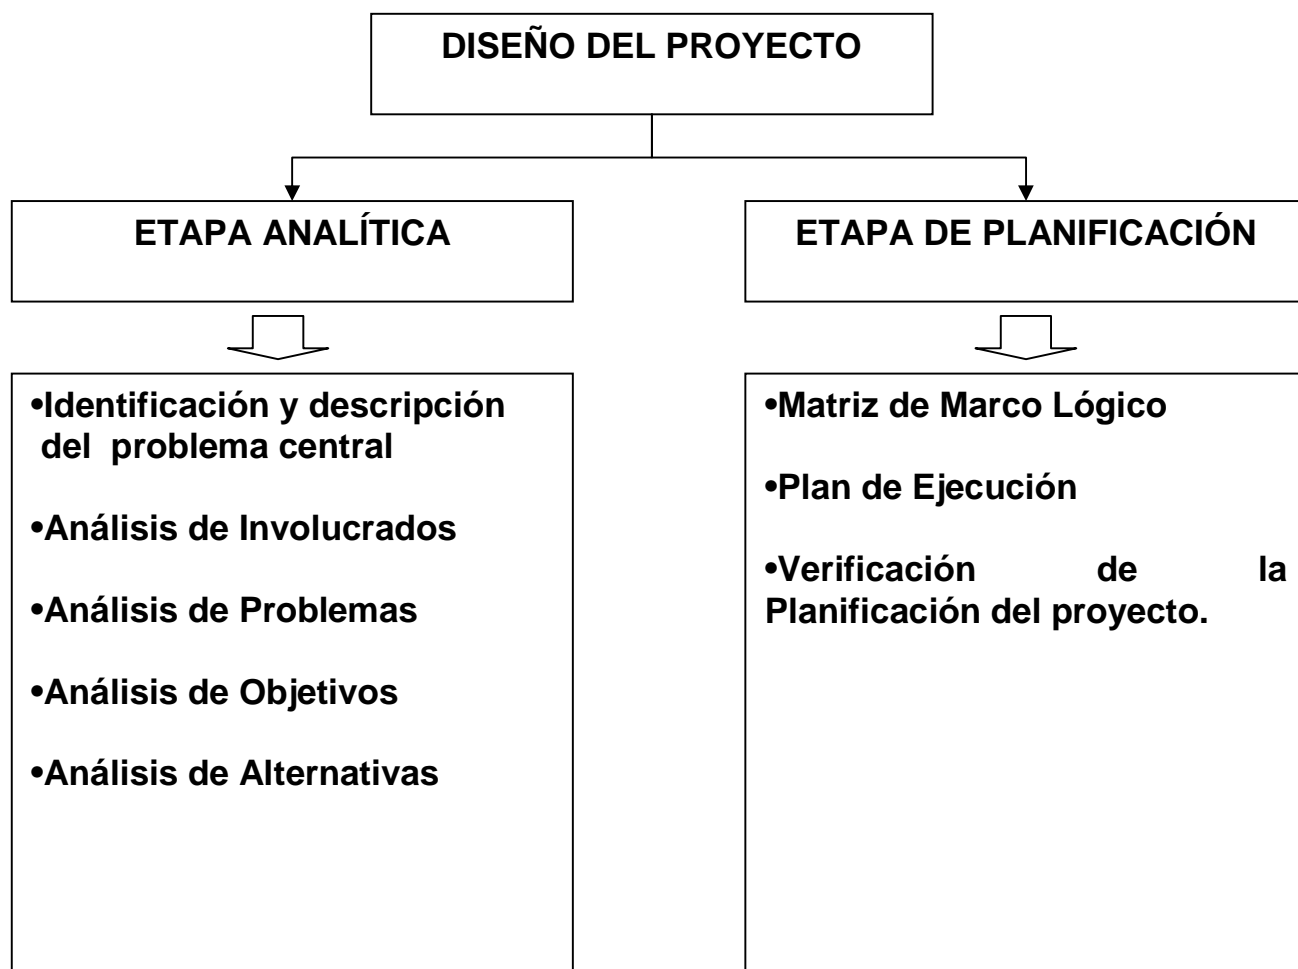 DISEÑO DEL PROYECTO
ETAPA ANALÍTICA
ETAPA DE PLANIFICACIÓN
•Identificación y descripción
del problema central
•Análisis de Involucrados
•Análisis de Problemas
•Análisis de Objetivos
•Análisis de Alternativas
•Matriz de Marco Lógico
•Plan de Ejecución
•Verificación de la
Planificación del proyecto.